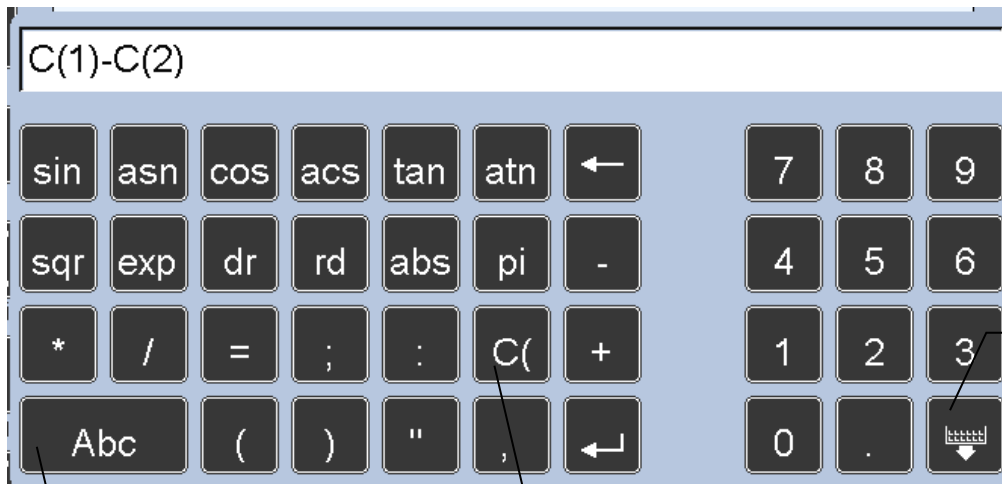 C(1)-C(2)
sin asn cos acs tan atn ← 7 8 9
sqr exp dr rd abs pi - 4 5 6
* / = ; : C( + 1 2 3
Abc ( ) " , ↵ 0 .